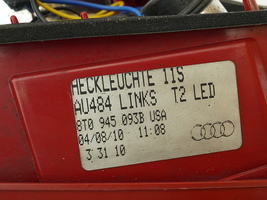 HECKLEUCHTE 11S
AU484 LINKS T2 LED
8T0 945 093B USA
04/08/10 11:08
3 31 10